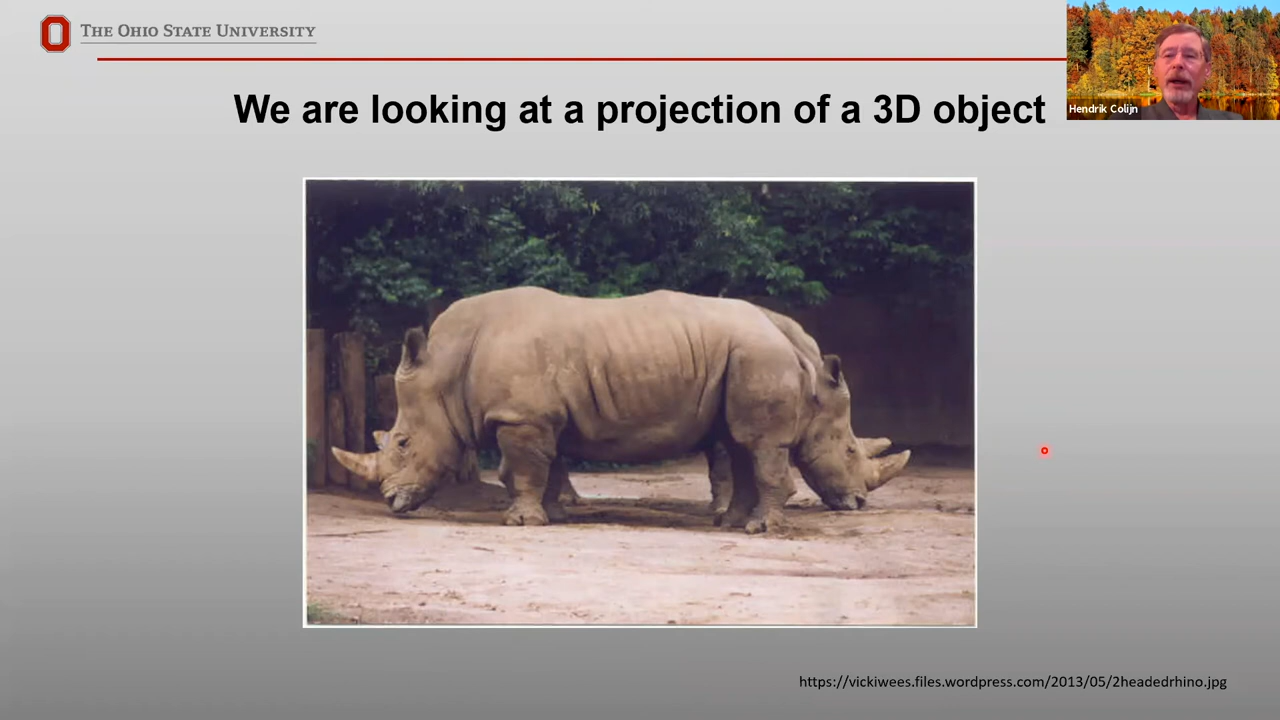 THE OHIO STATE UNIVERSITY
Hendrik Colijn
We are looking at a projection of a 3D object
https://vickiwees.files.wordpress.com/2013/05/2headedrhino.jpg